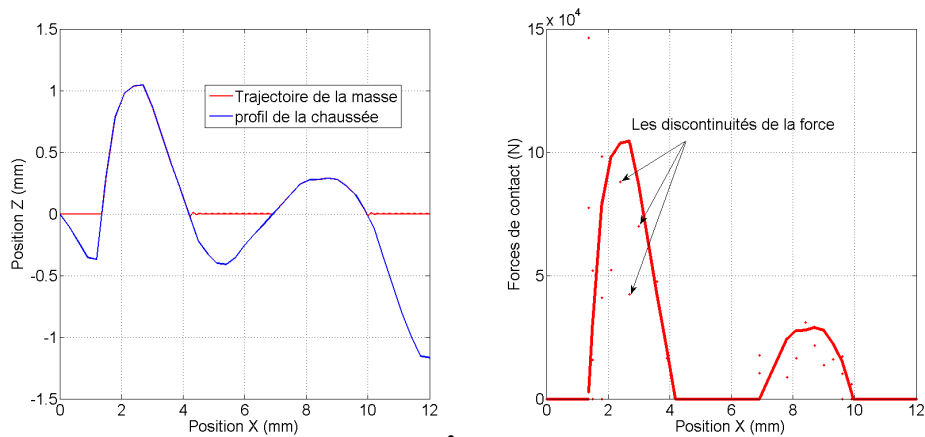 1.5
1
0.5
0
-0.5
-1
-1.5
0 2 4 6 8 10 12
Position X (mm)
Position Z (mm)
Trajectoire de la masse
profil de la chaussée
15 x 10⁴
10
5
0
0 2 4 6 8 10 12
Position X (mm)
Forces de contact (N)
Les discontinuités de la force